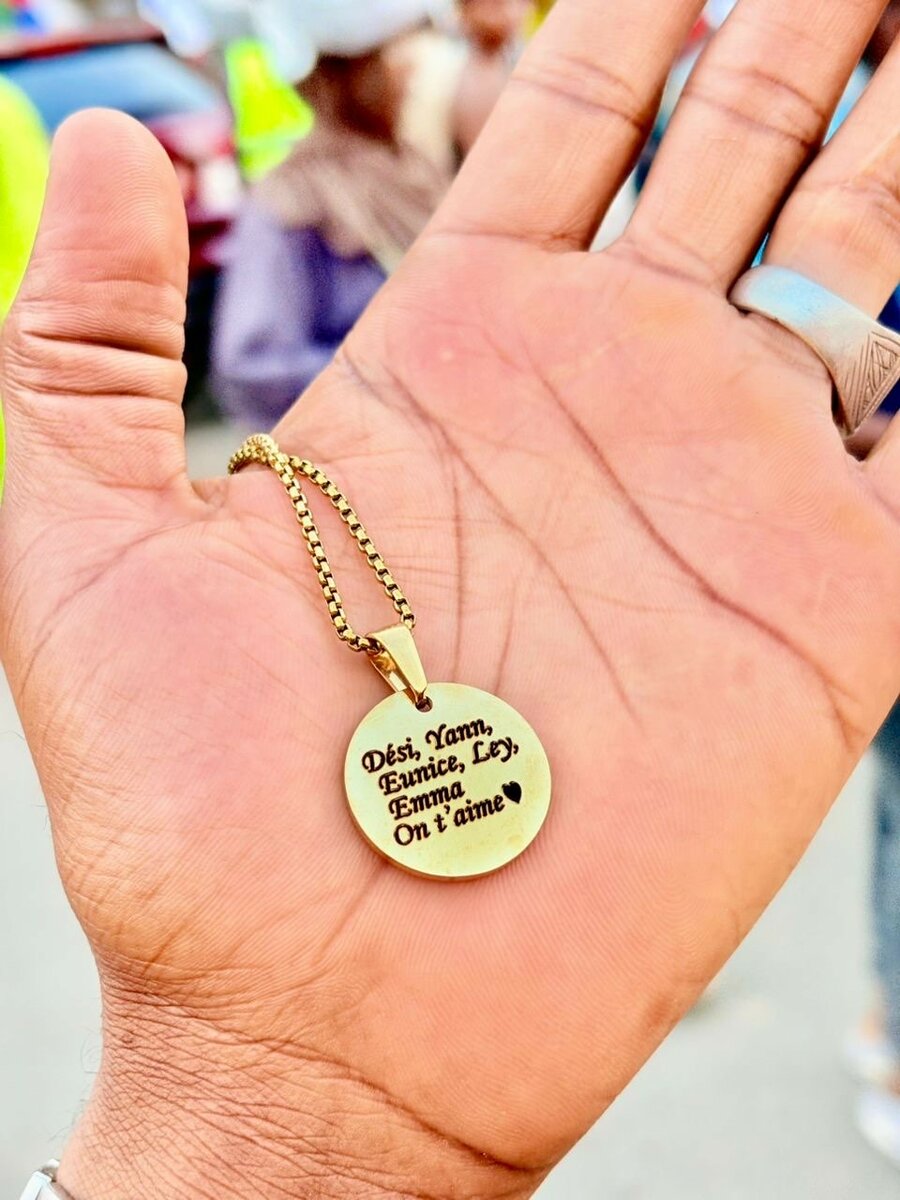 Dési, Yann,
Eunice, Ley,
Emma
On t'aime♥